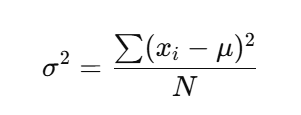 σ² = ∑(xᵢ − μ)² / N